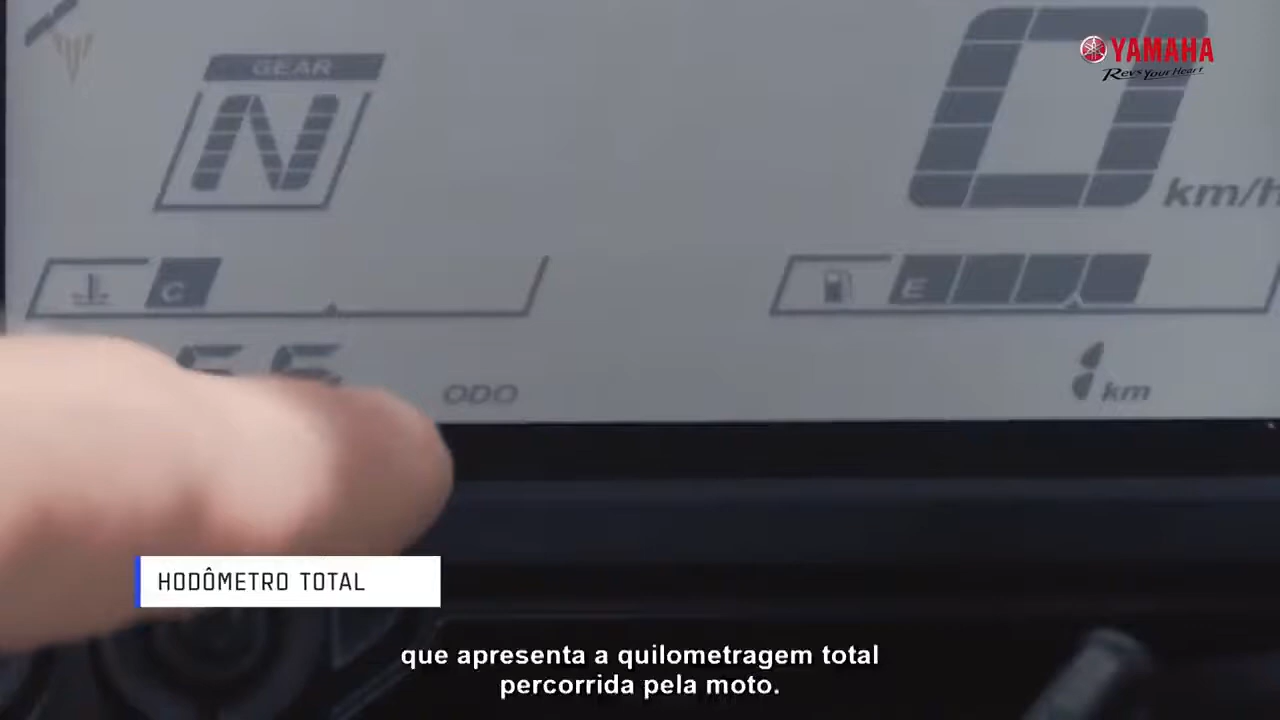 YAMAHA
Revs Your Heart
GEAR
N
0
km/h
C
E
ODO
km
HODÔMETRO TOTAL
que apresenta a quilometragem total
percorrida pela moto.